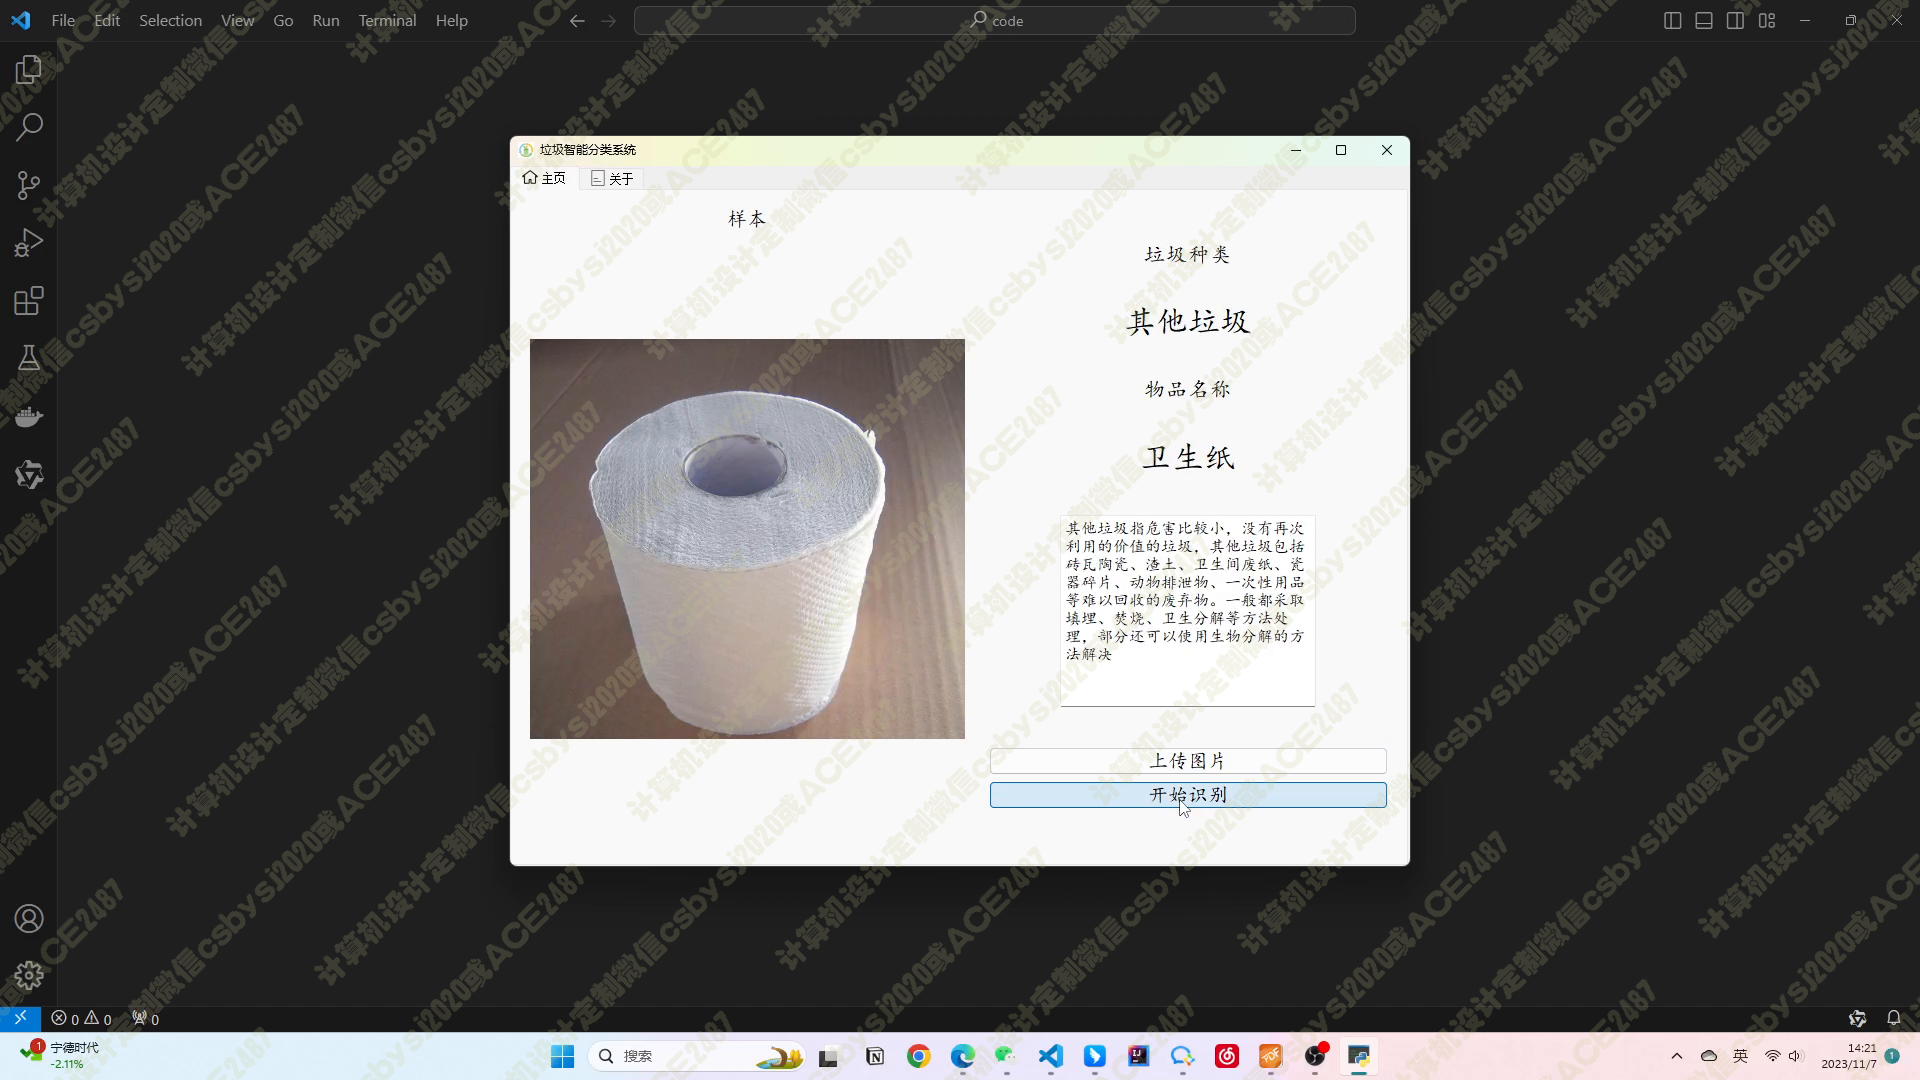 File Edit Selection View Go Run Terminal Help
code
垃圾智能分类系统
主页 关于
样本
垃圾种类
其他垃圾
物品名称
卫生纸
其他垃圾指危害比较小，没有再次
利用的价值的垃圾，其他垃圾包括
砖瓦陶瓷、渣土、卫生间废纸、瓷
器碎片、动物排泄物、一次性用品
等难以回收的废弃物。一般都采取
填埋、焚烧、卫生分解等方法处
理，部分还可以使用生物分解的方
法解决
上传图片
开始识别
计算机设计定制微信csbysj2020或ACE2487
0 0 0
1
宁德时代
-2.11%
搜索
英
14:21
2023/11/7
1